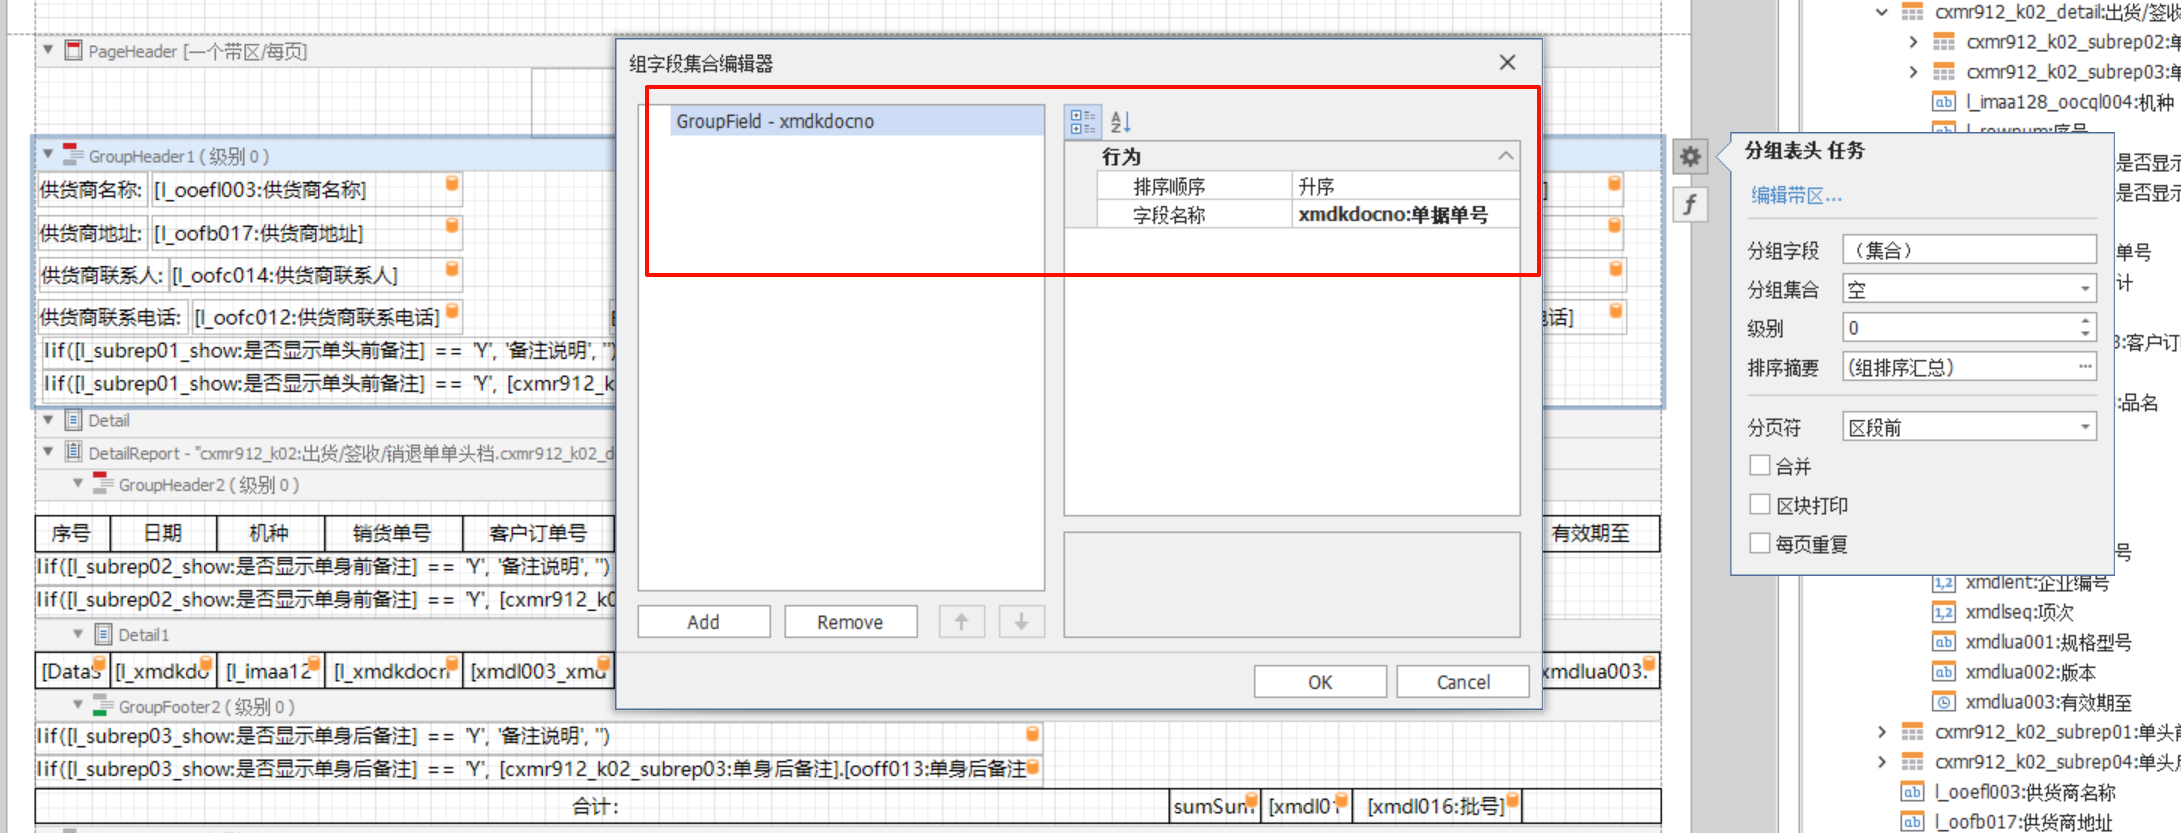 PageHeader [一个带区/每页]
GroupHeader1 ( 级别 0 )
供货商名称:
[l_ooefl003:供货商名称]
供货商地址:
[l_oofb017:供货商地址]
供货商联系人:
[l_oofc014:供货商联系人]
供货商联系电话:
[l_oofc012:供货商联系电话]
Iif([l_subrep01_show:是否显示单头前备注] == 'Y', '备注说明', '')
Iif([l_subrep01_show:是否显示单头前备注] == 'Y', [cxmr912_k
Detail
DetailReport - "cxmr912_k02:出货/签收/销退单单头档.cxmr912_k02_d
GroupHeader2 ( 级别 0 )
序号 日期 机种 销货单号 客户订单号 有效期至
Iif([l_subrep02_show:是否显示单身前备注] == 'Y', '备注说明', '')
Iif([l_subrep02_show:是否显示单身前备注] == 'Y', [cxmr912_k0
Detail1
[DataS [l_xmdkdo [l_imaa12 [l_xmdkdocn [xmdl003_xmd xmdlua003.
GroupFooter2 ( 级别 0 )
Iif([l_subrep03_show:是否显示单身后备注] == 'Y', '备注说明', '')
Iif([l_subrep03_show:是否显示单身后备注] == 'Y', [cxmr912_k02_subrep03:单身后备注].[ooff013:单身后备注
合计: sumSum [xmdl01 [xmdl016:批号]
组字段集合编辑器
GroupField - xmdkdocno
行为
排序顺序 升序
字段名称 xmdkdocno:单据单号
Add Remove
OK Cancel
话]
分组表头 任务
编辑带区...
分组字段 （集合）
分组集合 空
级别 0
排序摘要 (组排序汇总) ...
分页符 区段前
合并
区块打印
每页重复
cxmr912_k02_detail:出货/签收
cxmr912_k02_subrep02:单
cxmr912_k02_subrep03:单
l_imaa128_oocql004:机种
l_rownum:序号
是否显示
是否显示
单号
计
3:客户订
:品名
号
xmdlent:企业编号
xmdlseq:项次
xmdlua001:规格型号
xmdlua002:版本
xmdlua003:有效期至
cxmr912_k02_subrep01:单头前
cxmr912_k02_subrep04:单头后
l_ooefl003:供货商名称
l_oofb017:供货商地址